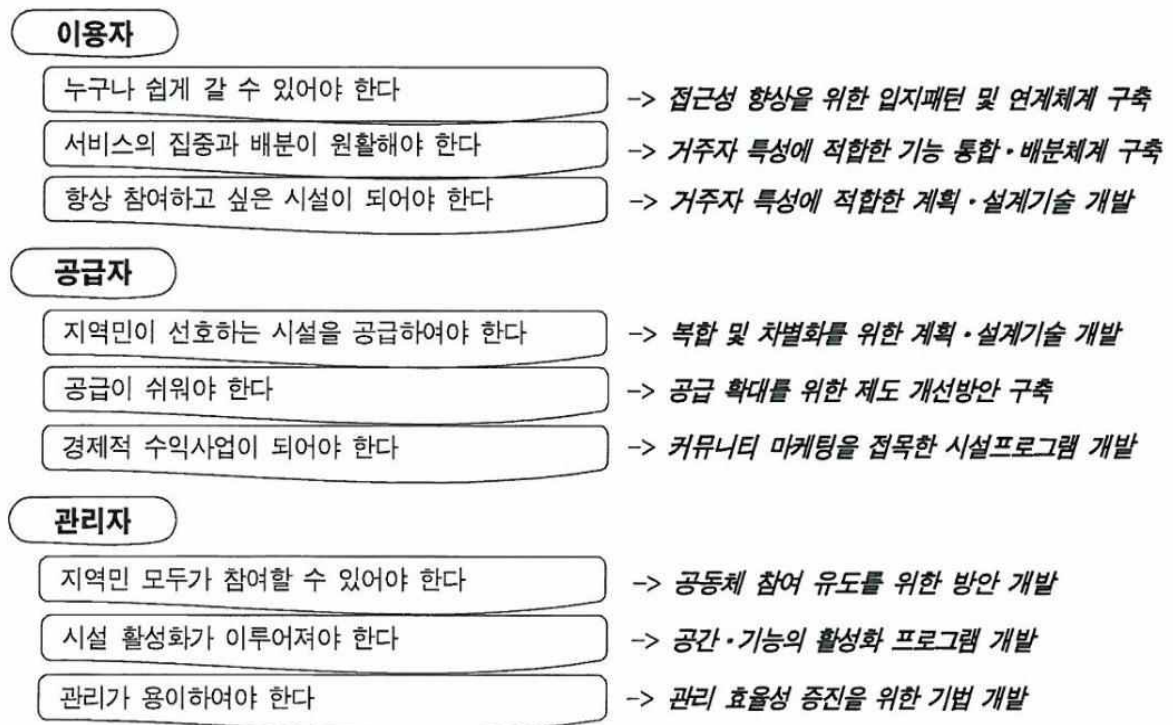 이용자
누구나 쉽게 갈 수 있어야 한다 -> 접근성 향상을 위한 입지패턴 및 연계체계 구축
서비스의 집중과 배분이 원활해야 한다 -> 거주자 특성에 적합한 기능 통합·배분체계 구축
항상 참여하고 싶은 시설이 되어야 한다 -> 거주자 특성에 적합한 계획·설계기술 개발
공급자
지역민이 선호하는 시설을 공급하여야 한다 -> 복합 및 차별화를 위한 계획·설계기술 개발
공급이 쉬워야 한다 -> 공급 확대를 위한 제도 개선방안 구축
경제적 수익사업이 되어야 한다 -> 커뮤니티 마케팅을 접목한 시설프로그램 개발
관리자
지역민 모두가 참여할 수 있어야 한다 -> 공동체 참여 유도를 위한 방안 개발
시설 활성화가 이루어져야 한다 -> 공간·기능의 활성화 프로그램 개발
관리가 용이하여야 한다 -> 관리 효율성 증진을 위한 기법 개발